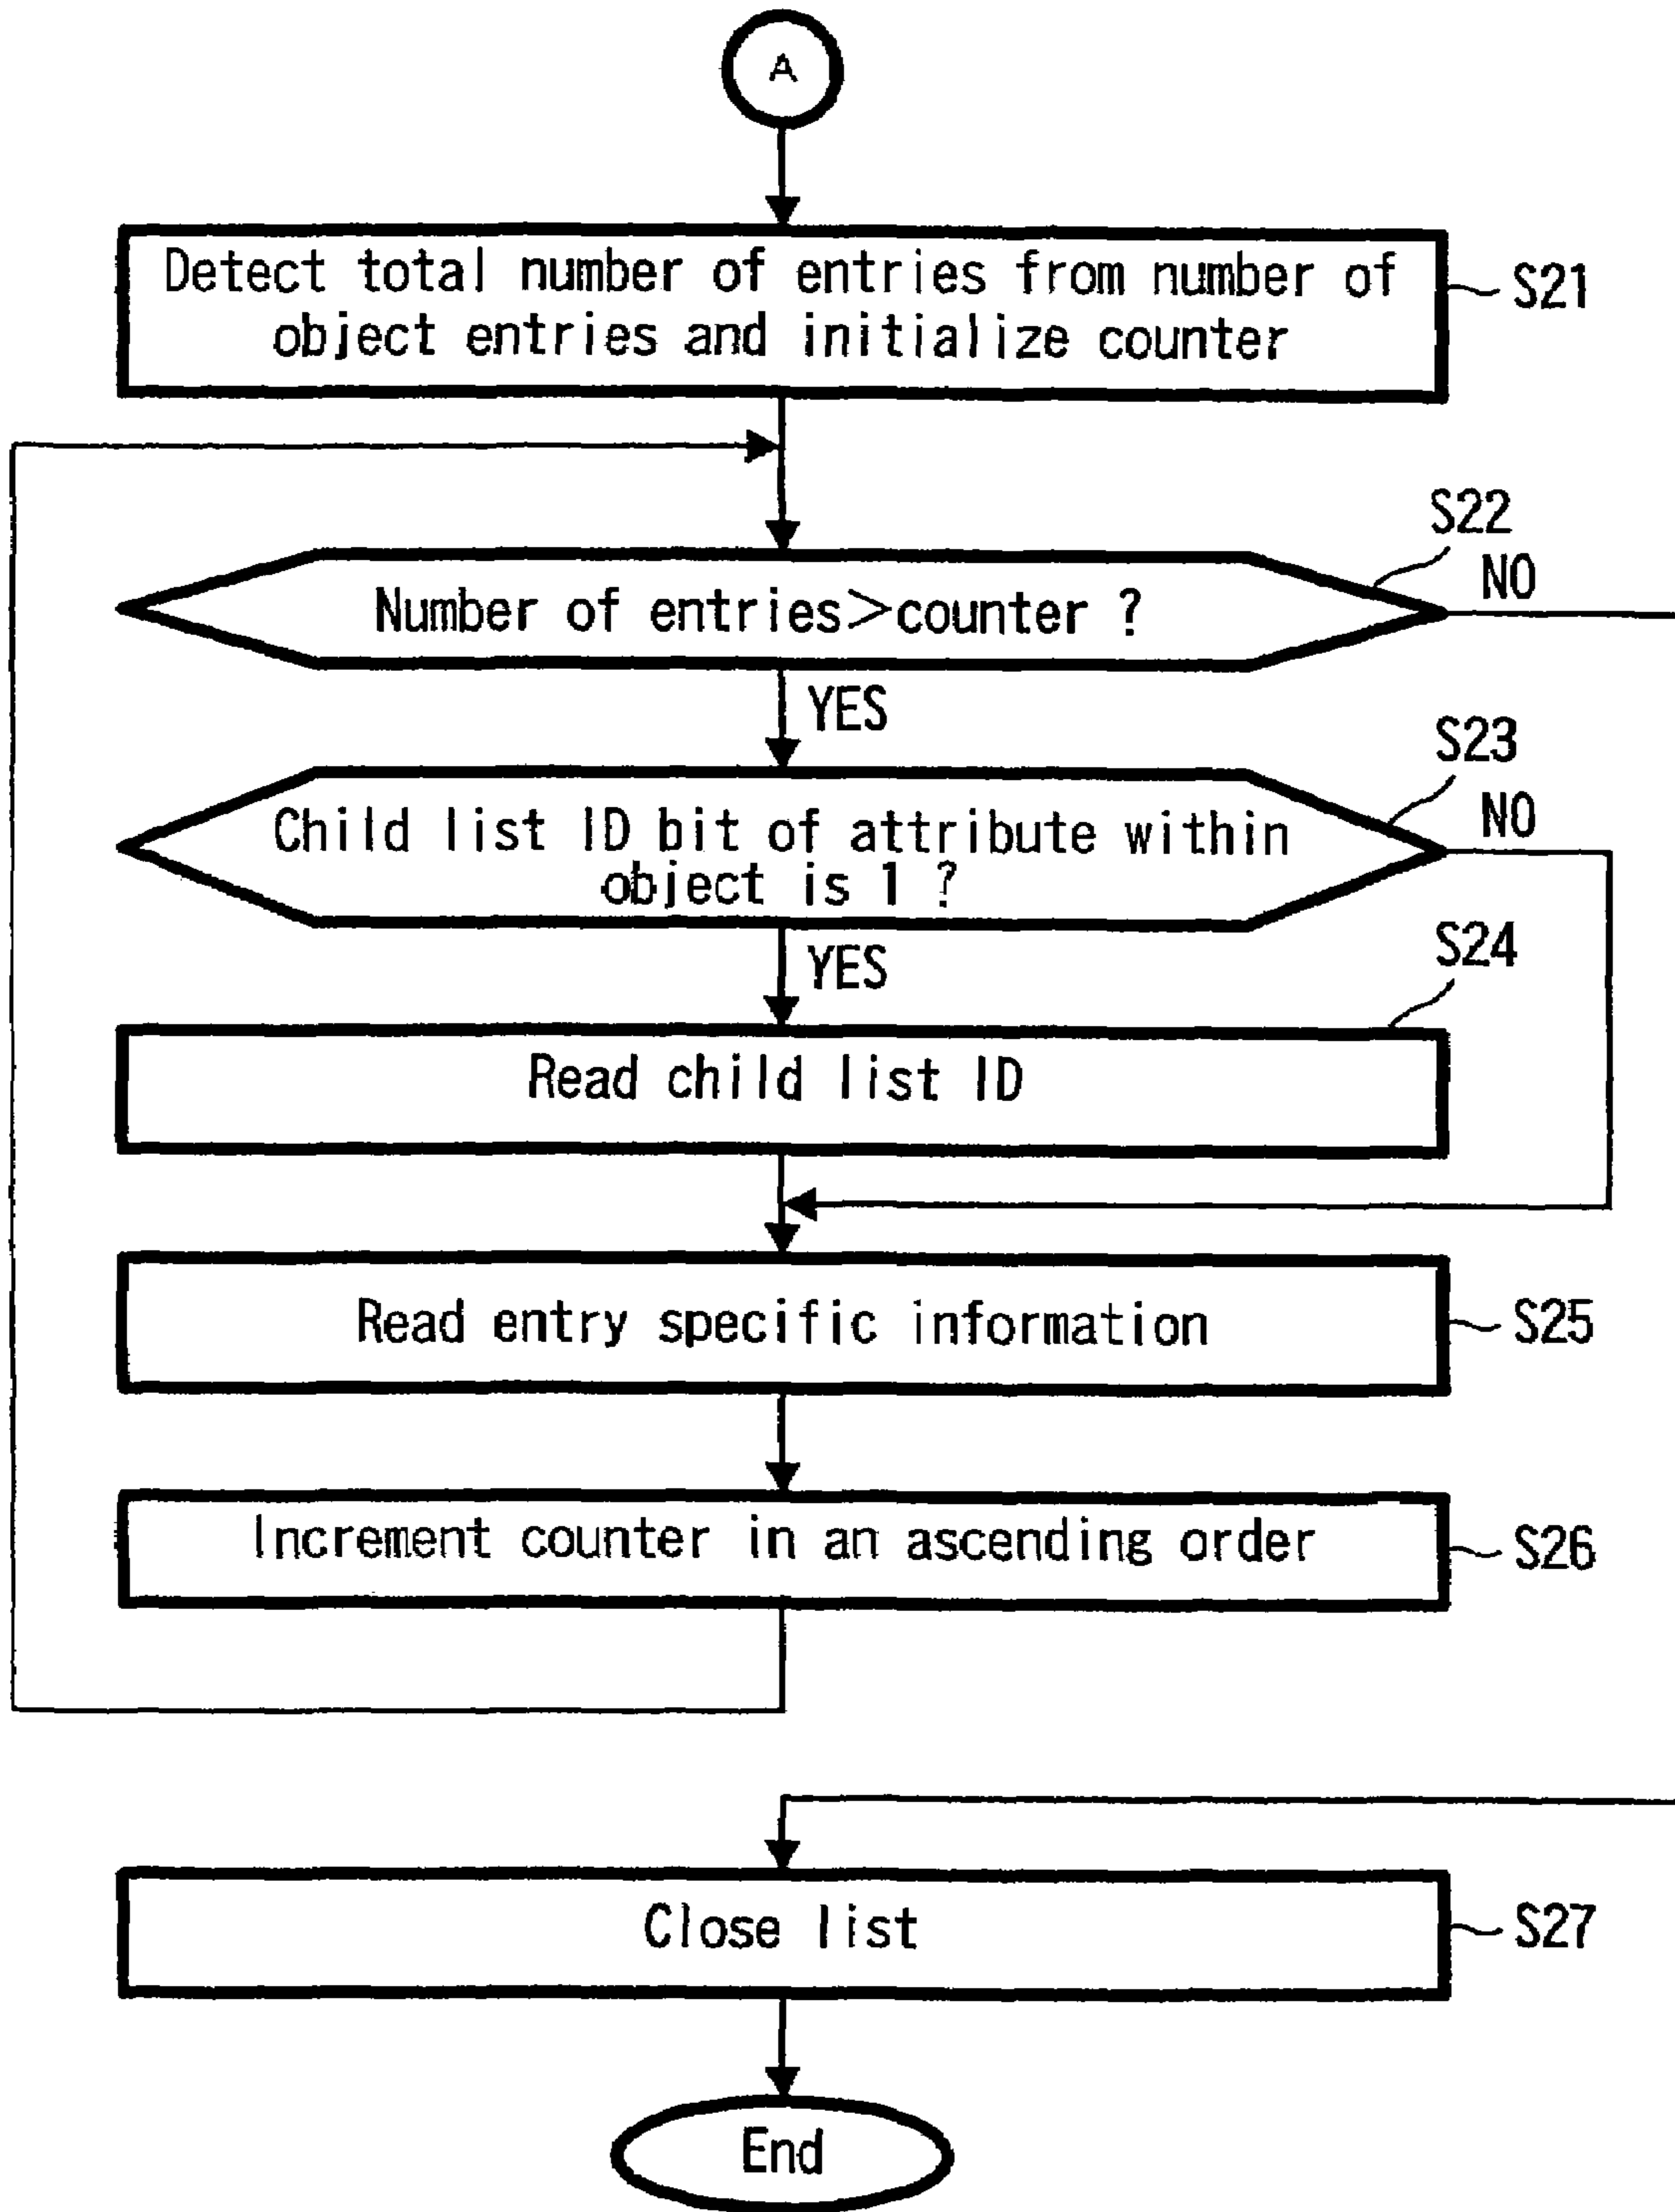 A
Detect total number of entries from number of
object entries and initialize counter
S21
S22
Number of entries>counter ?
NO
YES
S23
Child list ID bit of attribute within
object is 1 ?
NO
YES
S24
Read child list ID
Read entry specific information
S25
Increment counter in an ascending order
S26
Close list
S27
End